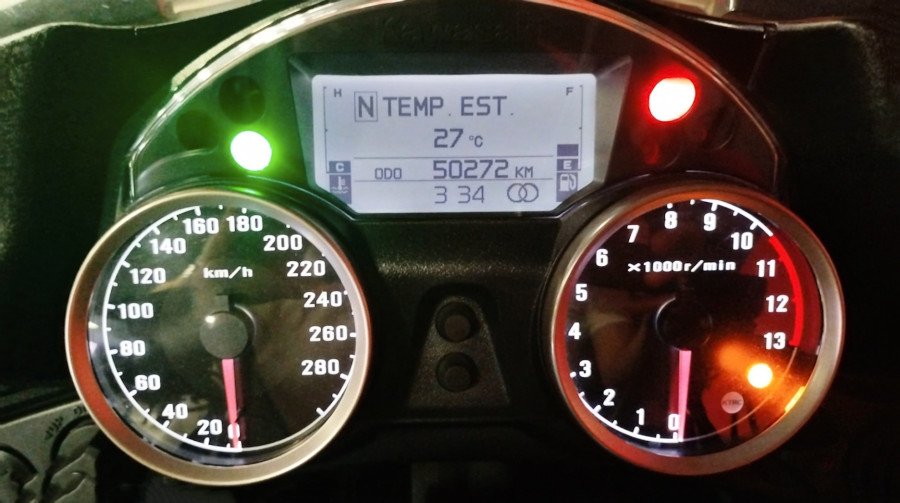 Kawasaki
H F
N TEMP. EST.
27 °C
C ODO 50272 KM E
3 34
0 20 40 60 80 100 120 140 160 180 200 220 240 260 280
km/h
0 1 2 3 4 5 6 7 8 9 10 11 12 13
×1000r/min
KTRC